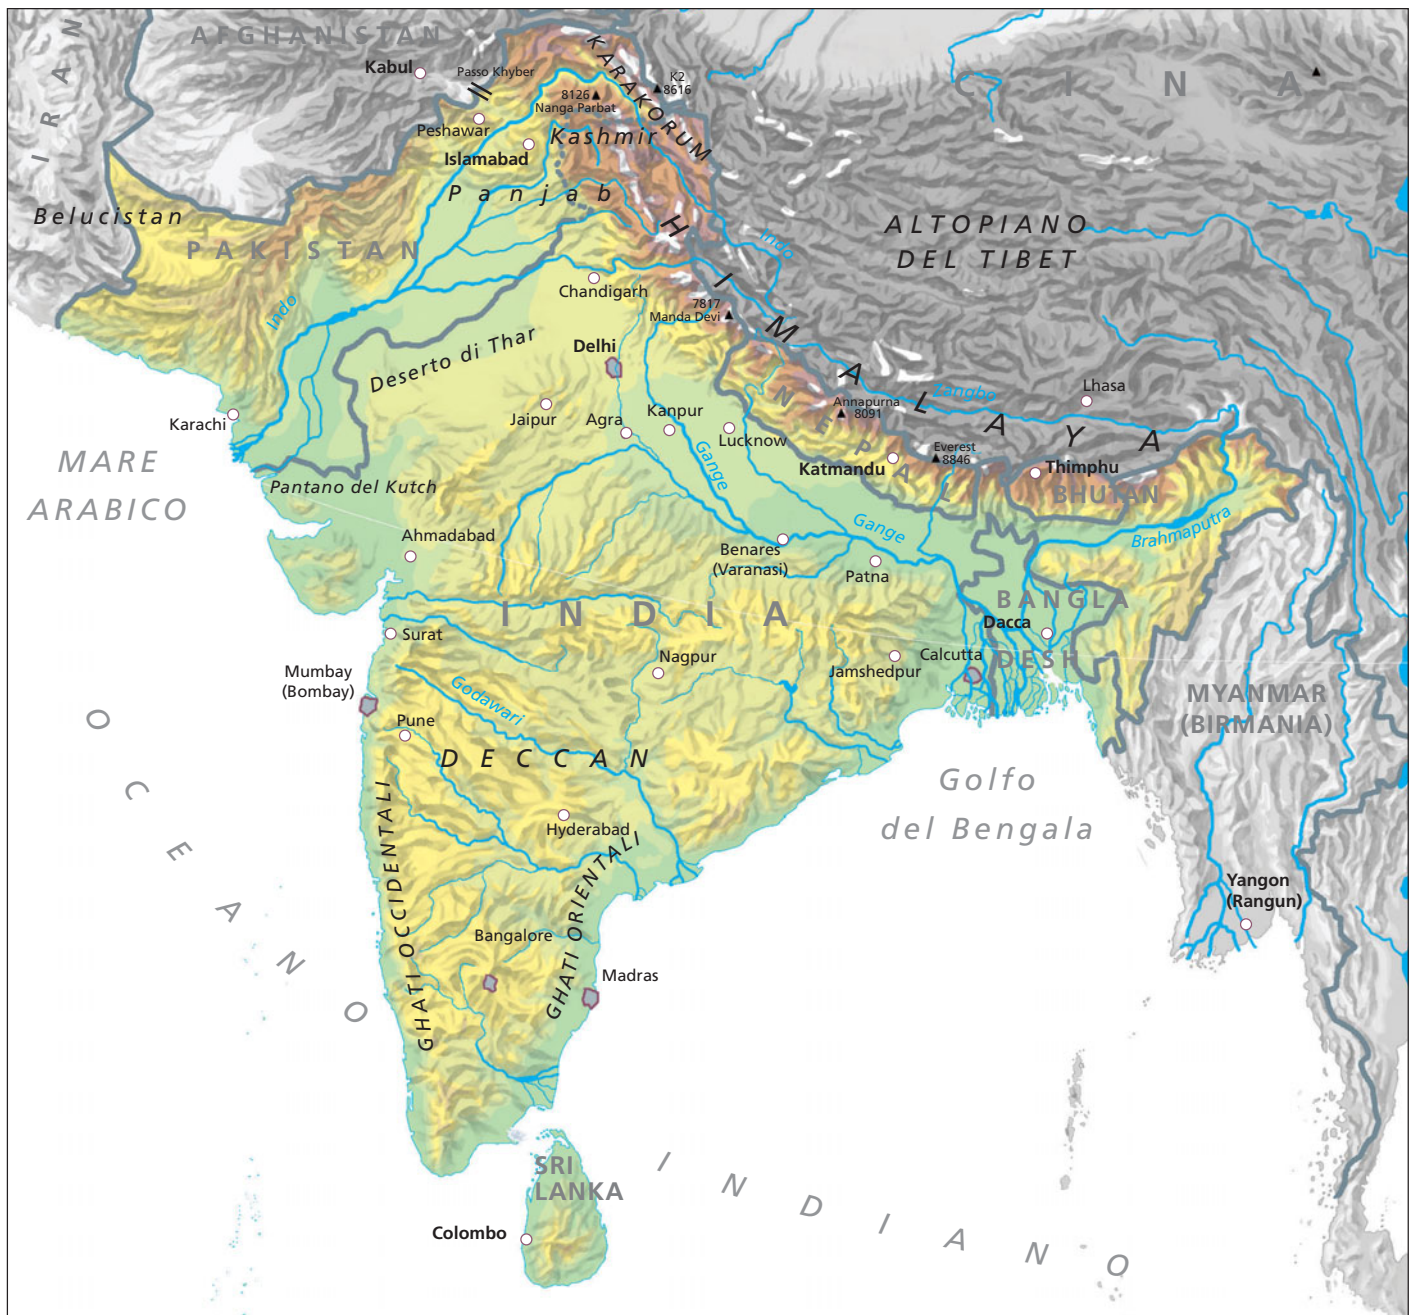 AFGHANISTAN
IRAN
Kabul
Passo Khyber
KARAKORUM
K2
8616
8126
Nanga Parbat
CINA
Peshawar
Kashmir
Islamabad
Panjab
Belucistan
PAKISTAN
HIMALAYA
ALTOPIANO
DEL TIBET
Indo
Indo
Chandigarh
7817
Manda Devi
Deserto di Thar
Delhi
Zangbo
Lhasa
Annapurna
8091
NEPAL
Karachi
Jaipur
Agra
Kanpur
Lucknow
Gange
Everest
8846
Katmandu
Thimphu
BHUTAN
MARE
ARABICO
Pantano del Kutch
Gange
Brahmaputra
Ahmadabad
Benares
(Varanasi)
Patna
INDIA
BANGLA
DESH
Dacca
Surat
Nagpur
Jamshedpur
Calcutta
Mumbay
(Bombay)
Godawari
MYANMAR
(BIRMANIA)
Pune
DECCAN
Golfo
del Bengala
GHATI OCCIDENTALI
Hyderabad
GHATI ORIENTALI
Yangon
(Rangun)
Bangalore
Madras
OCEANO
INDIANO
SRI
LANKA
Colombo